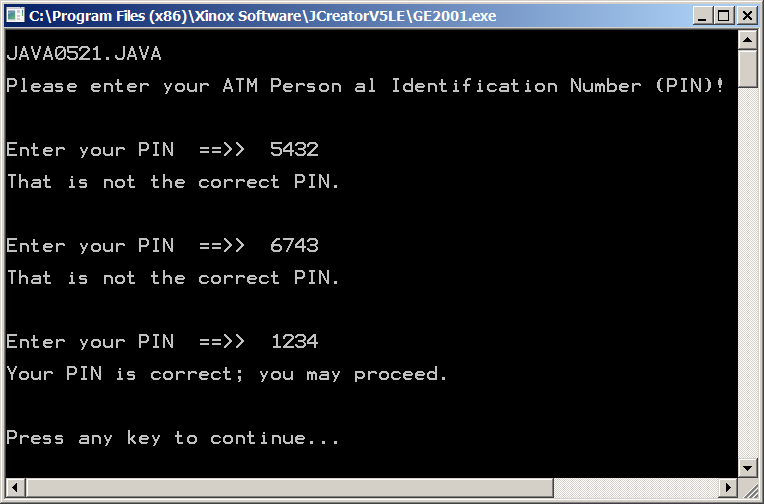 C:\Program Files (x86)\Xinox Software\JCreatorV5LE\GE2001.exe
JAVA0521.JAVA
Please enter your ATM Person al Identification Number (PIN)!
Enter your PIN  ==>>  5432
That is not the correct PIN.
Enter your PIN  ==>>  6743
That is not the correct PIN.
Enter your PIN  ==>>  1234
Your PIN is correct; you may proceed.
Press any key to continue...